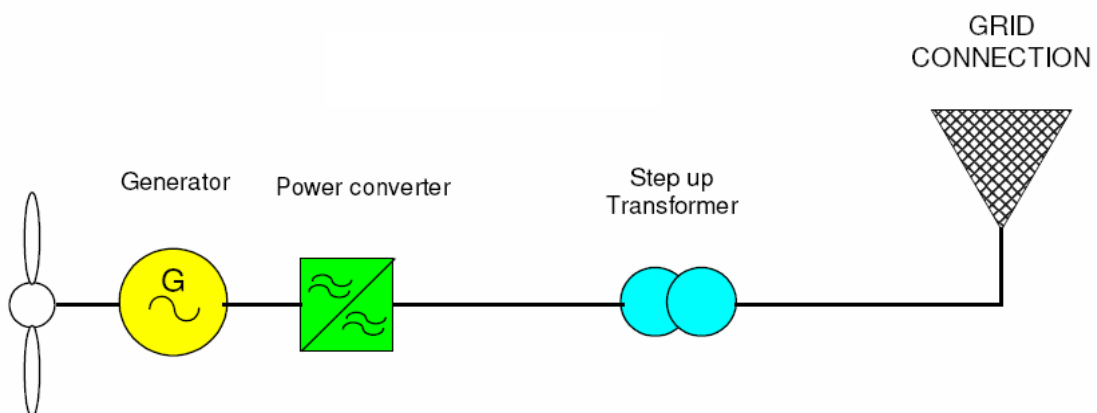 GRID
CONNECTION
Generator
Power converter
Step up
Transformer
G